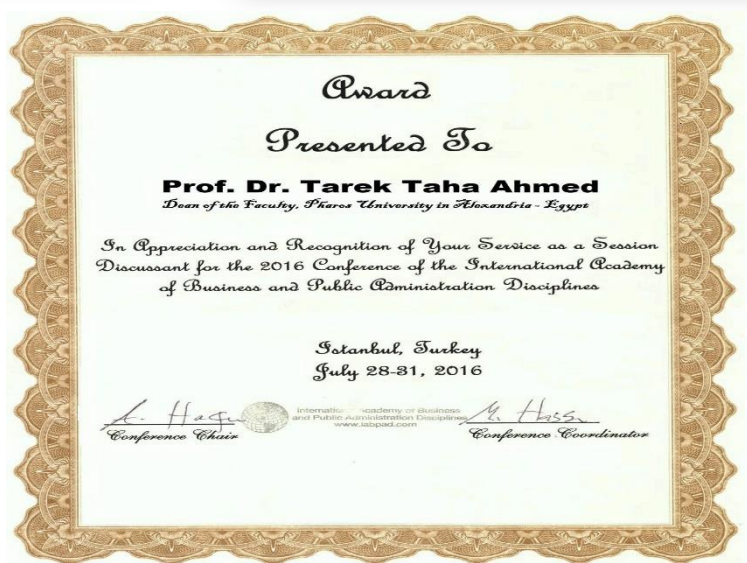 Award
Presented To
Prof. Dr. Tarek Taha Ahmed
Dean of the Faculty, Pharos University in Alexandria - Egypt
In Appreciation and Recognition of Your Service as a Session
Discussant for the 2016 Conference of the International Academy
of Business and Public Administration Disciplines
Istanbul, Turkey
July 28-31, 2016
Academy of Business
and Public Administration Disciplines
www.iabpad.com
Conference Chair
Conference Coordinator